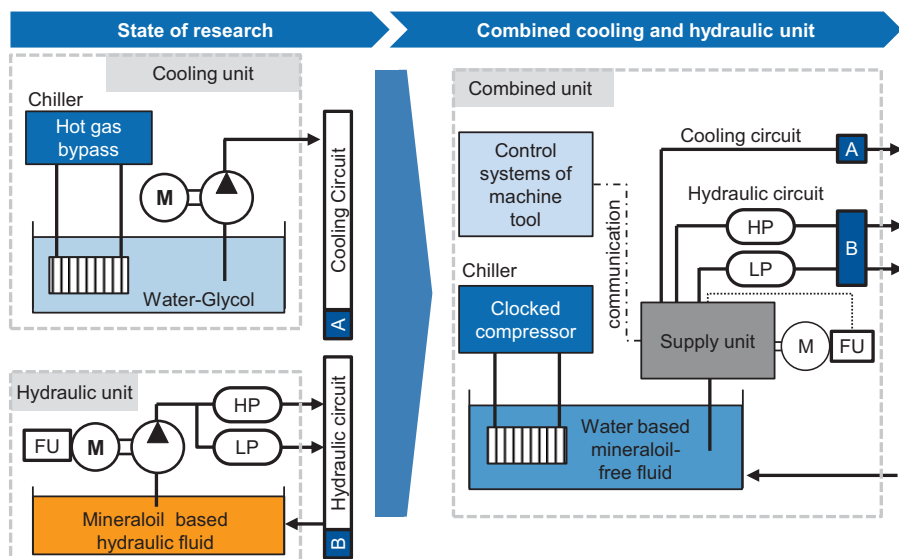 State of research
Combined cooling and hydraulic unit
Cooling unit
Chiller
Hot gas
bypass
M
Water-Glycol
Cooling Circuit
A
Hydraulic unit
FU
M
HP
LP
Mineraloil based
hydraulic fluid
Hydraulic circuit
B
Combined unit
Control
systems of
machine
tool
communication
Cooling circuit
A
Hydraulic circuit
HP
LP
B
Chiller
Clocked
compressor
Supply unit
M
FU
Water based
mineraloil-
free fluid